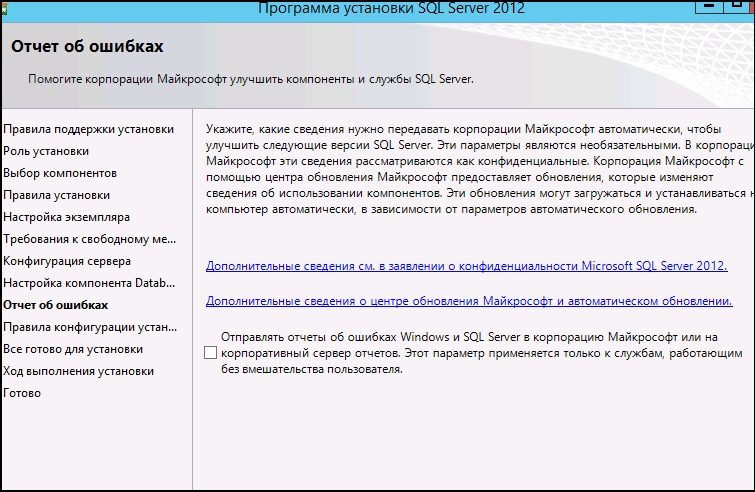 Программа установки SQL Server 2012
Отчет об ошибках
Помогите корпорации Майкрософт улучшить компоненты и службы SQL Server.
Правила поддержки установки
Роль установки
Выбор компонентов
Правила установки
Настройка экземпляра
Требования к свободному ме...
Конфигурация сервера
Настройка компонента Datab...
Отчет об ошибках
Правила конфигурации устан...
Все готово для установки
Ход выполнения установки
Готово
Укажите, какие сведения нужно передавать корпорации Майкрософт автоматически, чтобы
улучшить следующие версии SQL Server. Эти параметры являются необязательными. В корпораци
Майкрософт эти сведения рассматриваются как конфиденциальные. Корпорация Майкрософт с
помощью центра обновления Майкрософт предоставляет обновления, которые изменяют
сведения об использовании компонентов. Эти обновления могут загружаться и устанавливаться н
компьютер автоматически, в зависимости от параметров автоматического обновления.
Дополнительные сведения см. в заявлении о конфиденциальности Microsoft SQL Server 2012.
Дополнительные сведения о центре обновления Майкрософт и автоматическом обновлении.
Отправлять отчеты об ошибках Windows и SQL Server в корпорацию Майкрософт или на
корпоративный сервер отчетов. Этот параметр применяется только к службам, работающим
без вмешательства пользователя.